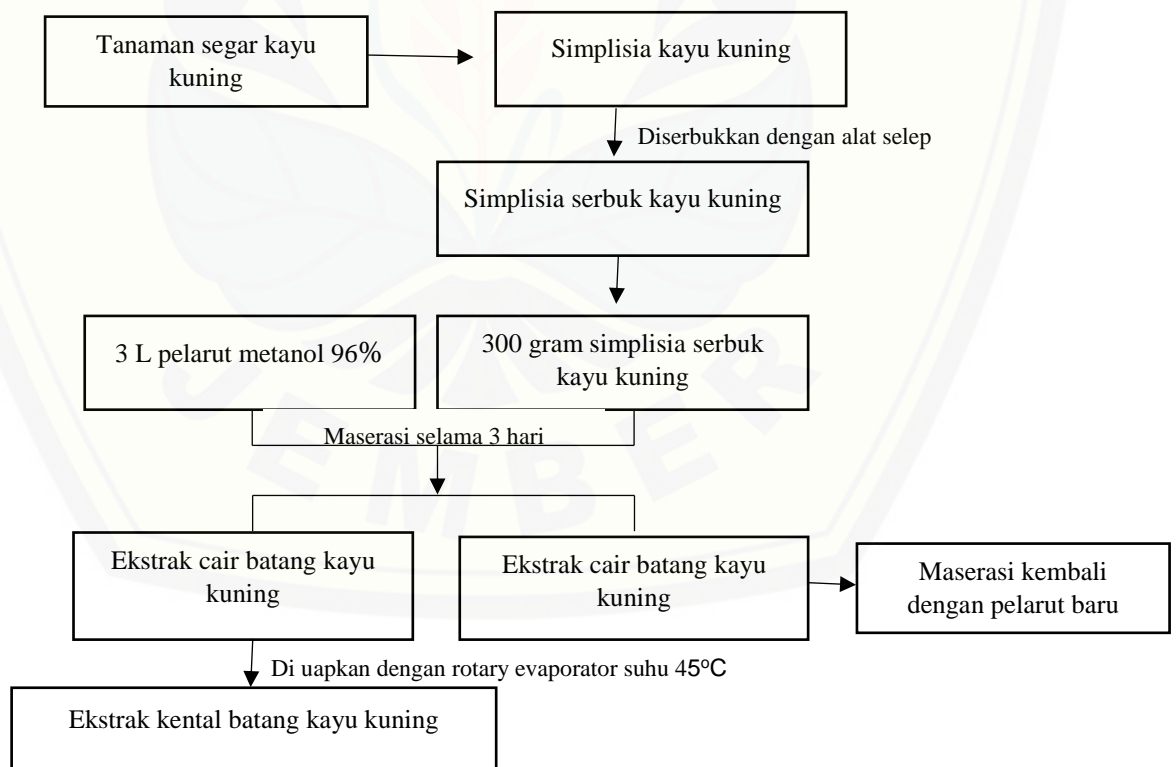 Tanaman segar kayu
kuning
Simplisia kayu kuning
Diserbukkan dengan alat selep
Simplisia serbuk kayu kuning
3 L pelarut metanol 96%
300 gram simplisia serbuk
kayu kuning
Maserasi selama 3 hari
JEMBER
Ekstrak cair batang kayu
kuning
Ekstrak cair batang kayu
kuning
Maserasi kembali
dengan pelarut baru
Di uapkan dengan rotary evaporator suhu 45ºC
Ekstrak kental batang kayu kuning